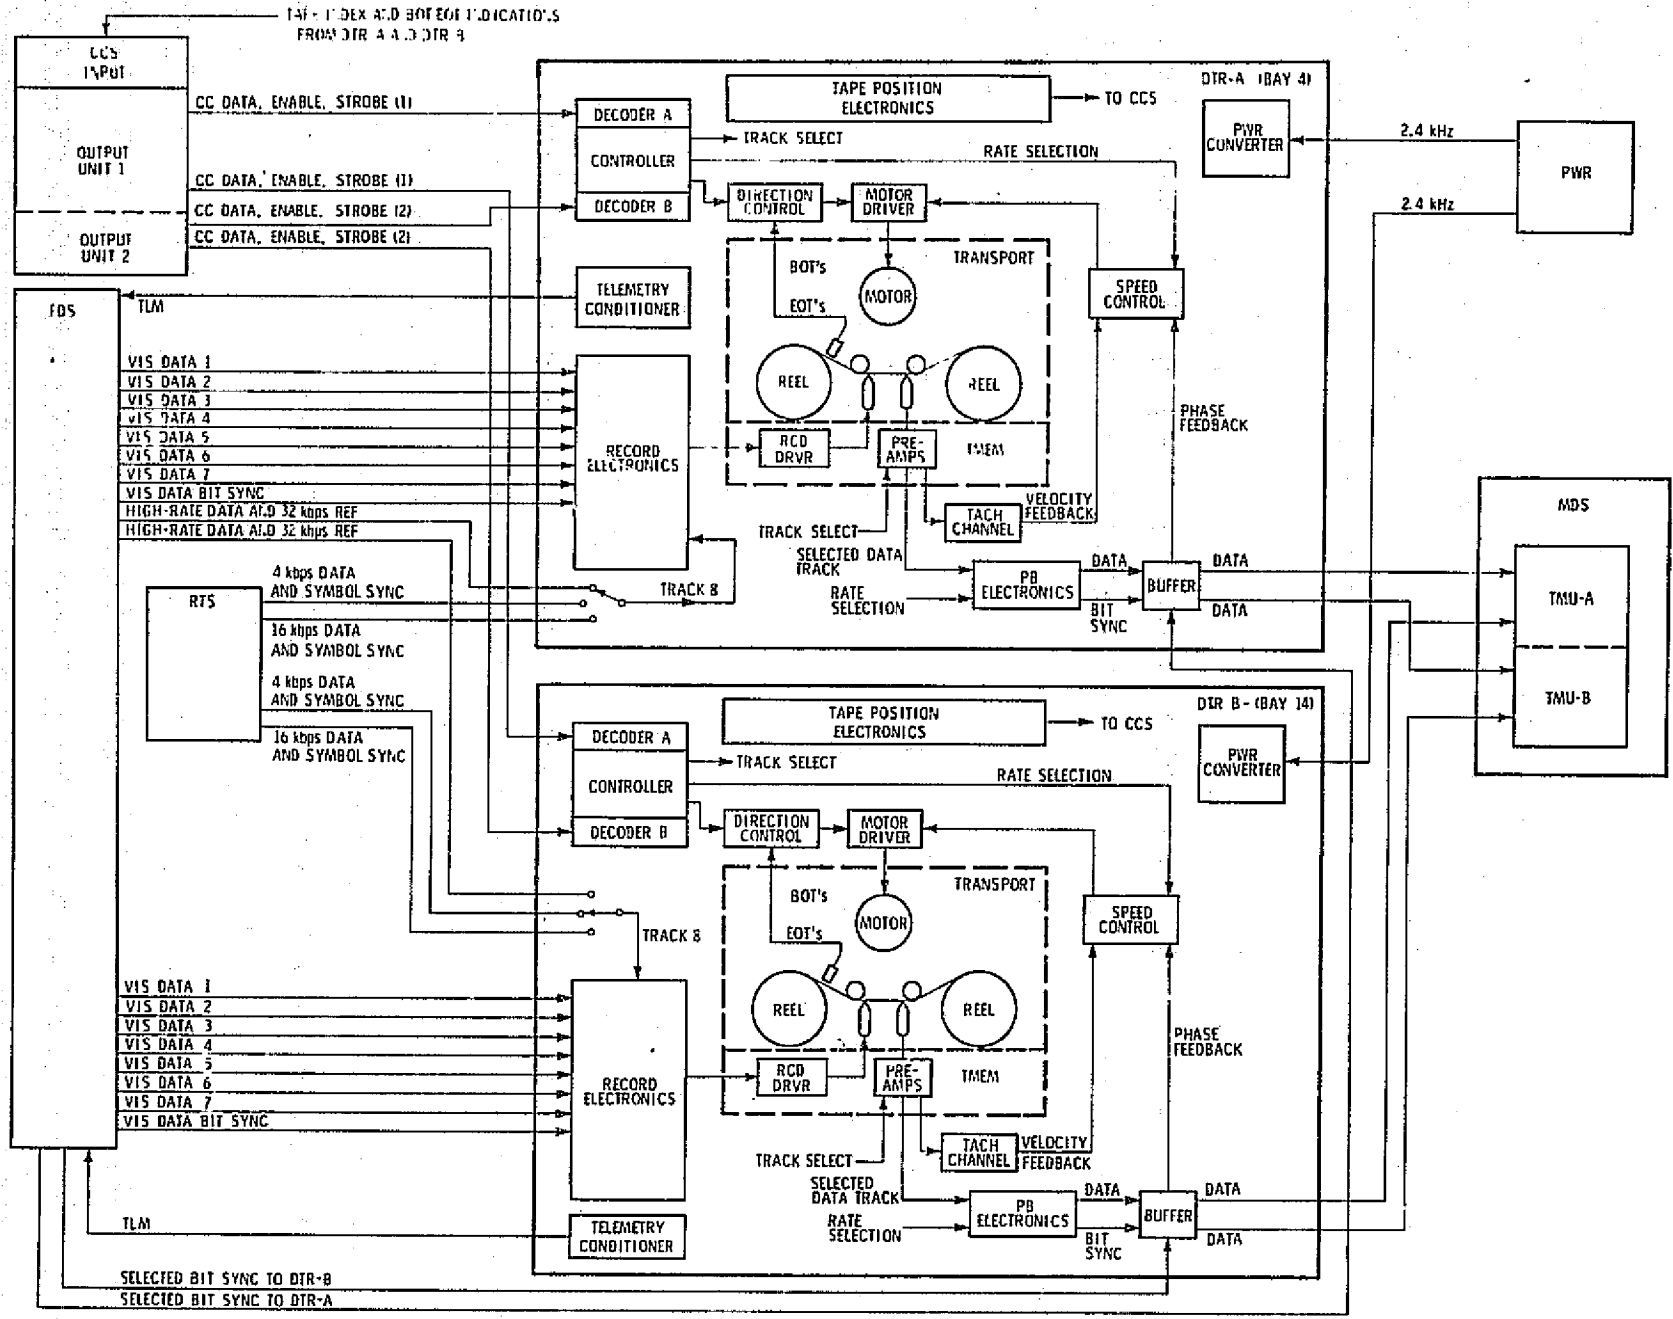 INDEX AND BOT EOT INDICATIONS
FROM DTR A AND DTR B
CCS
INPUT
OUTPUT
UNIT 1
OUTPUT
UNIT 2
CC DATA, ENABLE, STROBE (1)
CC DATA, ENABLE, STROBE (1)
CC DATA, ENABLE, STROBE (2)
CC DATA, ENABLE, STROBE (2)
FDS
TLM
VIS DATA 1
VIS DATA 2
VIS DATA 3
VIS DATA 4
VIS DATA 5
VIS DATA 6
VIS DATA 7
VIS DATA BIT SYNC
HIGH-RATE DATA AND 32 kbps REF
HIGH-RATE DATA AND 32 kbps REF
RTS
4 kbps DATA
AND SYMBOL SYNC
16 kbps DATA
AND SYMBOL SYNC
4 kbps DATA
AND SYMBOL SYNC
16 kbps DATA
AND SYMBOL SYNC
DTR-A (BAY 4)
TAPE POSITION
ELECTRONICS
TO CCS
DECODER A
CONTROLLER
DECODER B
TRACK SELECT
RATE SELECTION
PWR
CONVERTER
2.4 kHz
2.4 kHz
PWR
DIRECTION
CONTROL
MOTOR
DRIVER
TELEMETRY
CONDITIONER
BOT's
EOT's
TRANSPORT
MOTOR
SPEED
CONTROL
REEL
REEL
RECORD
ELECTRONICS
RCD
DRVR
PRE-
AMPS
TMEM
PHASE
FEEDBACK
VELOCITY
FEEDBACK
TACH
CHANNEL
TRACK SELECT
SELECTED DATA
TRACK
TRACK 8
RATE
SELECTION
PB
ELECTRONICS
DATA
BIT
SYNC
BUFFER
DATA
DATA
MDS
TMU-A
TMU-B
DTR B - (BAY 14)
TAPE POSITION
ELECTRONICS
TO CCS
DECODER A
CONTROLLER
DECODER B
TRACK SELECT
RATE SELECTION
PWR
CONVERTER
DIRECTION
CONTROL
MOTOR
DRIVER
BOT's
EOT's
TRANSPORT
MOTOR
SPEED
CONTROL
TRACK 8
REEL
REEL
VIS DATA 1
VIS DATA 2
VIS DATA 3
VIS DATA 4
VIS DATA 5
VIS DATA 6
VIS DATA 7
VIS DATA BIT SYNC
RECORD
ELECTRONICS
RCD
DRVR
PRE-
AMPS
TMEM
PHASE
FEEDBACK
TACH
CHANNEL
VELOCITY
FEEDBACK
TRACK SELECT
SELECTED
DATA TRACK
RATE
SELECTION
PB
ELECTRONICS
DATA
BIT
SYNC
BUFFER
DATA
DATA
TLM
TELEMETRY
CONDITIONER
SELECTED BIT SYNC TO DTR-B
SELECTED BIT SYNC TO DTR-A